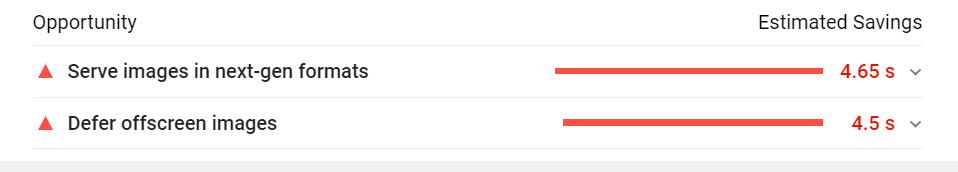 Opportunity Estimated Savings
Serve images in next-gen formats 4.65 s
Defer offscreen images 4.5 s